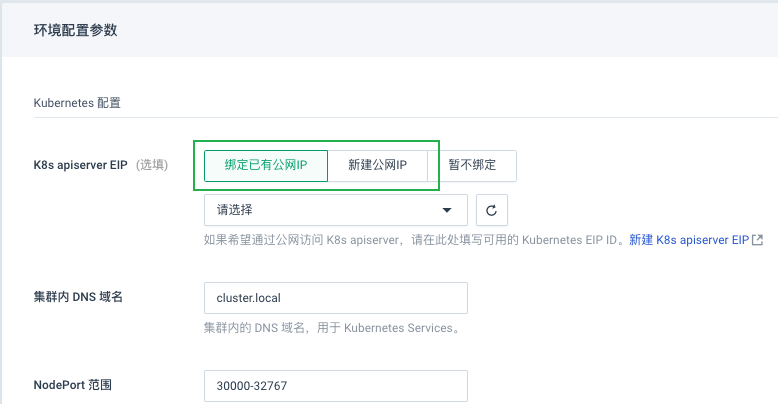 环境配置参数
Kubernetes 配置
K8s apiserver EIP (选填) 绑定已有公网IP 新建公网IP 暂不绑定
请选择
如果希望通过公网访问 K8s apiserver，请在此处填写可用的 Kubernetes EIP ID。新建 K8s apiserver EIP
集群内 DNS 域名 cluster.local
集群内的 DNS 域名，用于 Kubernetes Services。
NodePort 范围 30000-32767